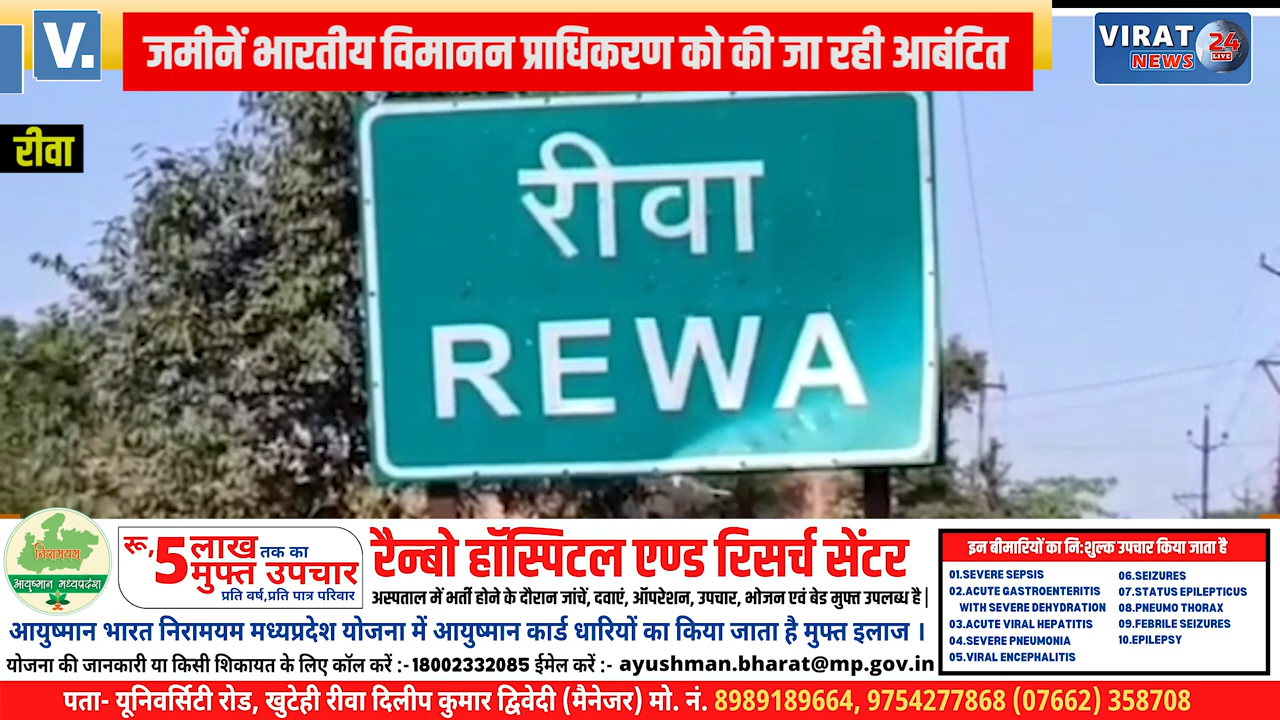 V.
जमीनें भारतीय विमानन प्राधिकरण को की जा रही आबंटित
VIRAT
NEWS
24
LIVE
रीवा
रीवा
REWA
निरामयम्
आयुष्मान मध्यप्रदेश
रू,5 लाख तक का
मुफ्त उपचार
प्रति वर्ष,प्रति पात्र परिवार
रैन्बो हॉस्पिटल एण्ड रिसर्च सेंटर
अस्पताल में भर्ती होने के दौरान जांचें, दवाएं, ऑपरेशन, उपचार, भोजन एवं बेड मुफ्त उपलब्ध है|
आयुष्मान भारत निरामयम मध्यप्रदेश योजना में आयुष्मान कार्ड धारियों का किया जाता है मुफ्त इलाज ।
योजना की जानकारी या किसी शिकायत के लिए कॉल करें :-18002332085 ईमेल करें :- ayushman.bharat@mp.gov.in
इन बीमारियों का नि:शुल्क उपचार किया जाता है
01.SEVERE SEPSIS
02.ACUTE GASTROENTERITIS
WITH SEVERE DEHYDRATION
03.ACUTE VIRAL HEPATITIS
04.SEVERE PNEUMONIA
05.VIRAL ENCEPHALITIS
06.SEIZURES
07.STATUS EPILEPTICUS
08.PNEUMO THORAX
09.FEBRILE SEIZURES
10.EPILEPSY
पता- यूनिवर्सिटी रोड, खुटेही रीवा दिलीप कुमार द्विवेदी (मैनेजर) मो. नं. 8989189664, 9754277868 (07662) 358708